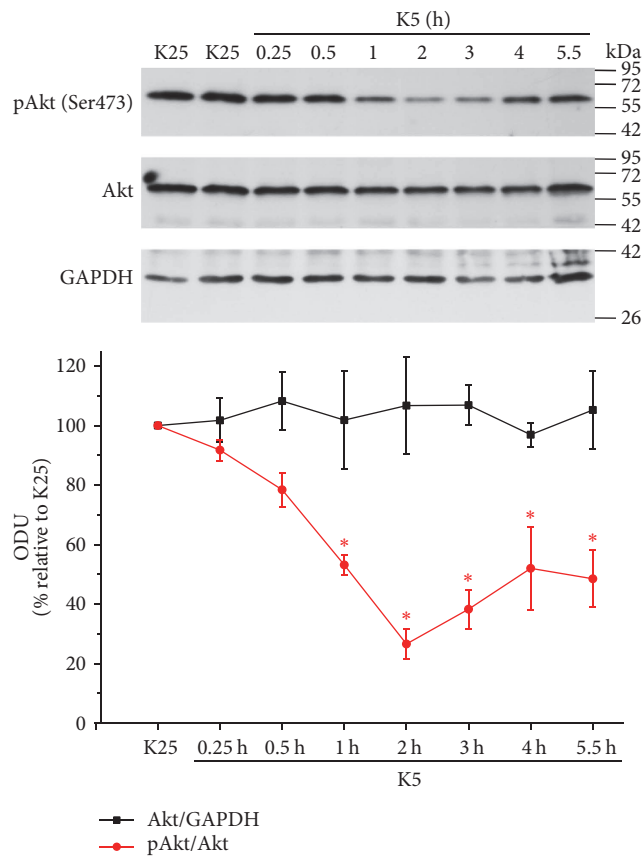 K5 (h)
K25 K25 0.25 0.5 1 2 3 4 5.5 kDa
pAkt (Ser473)
95
72
55
42
Akt
95
72
55
42
GAPDH
42
26
120
100
80
60
40
20
0
ODU
(% relative to K25)
* * * * *
K25 0.25 h 0.5 h 1 h 2 h 3 h 4 h 5.5 h
K5
Akt/GAPDH
pAkt/Akt